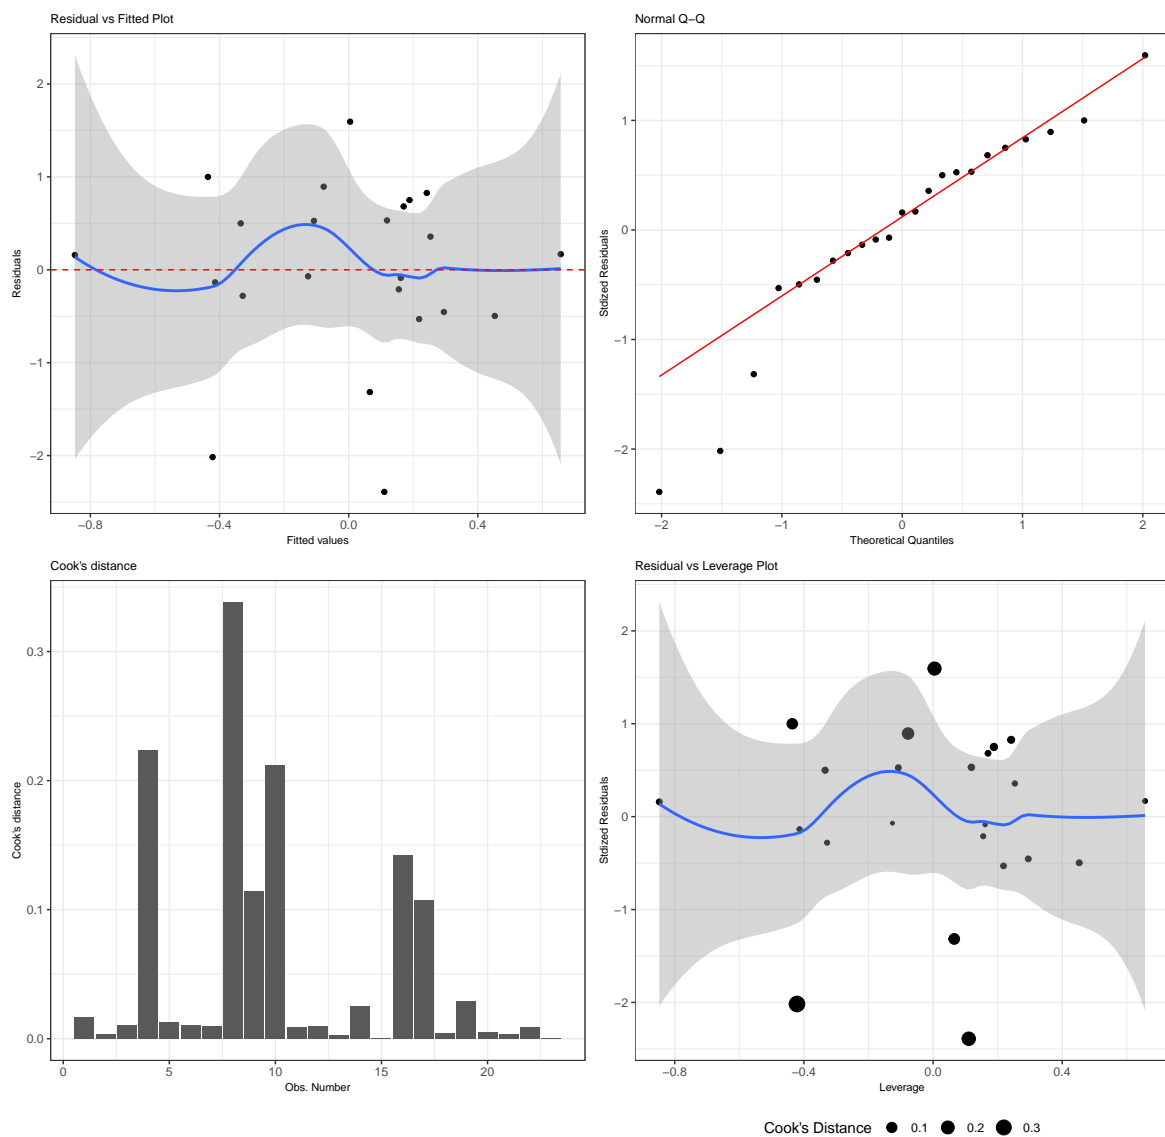 Residual vs Fitted Plot
2
1
0
−1
−2
Residuals
−0.8 −0.4 0.0 0.4
Fitted values
Normal Q−Q
1
0
−1
−2
Stdized Residuals
−2 −1 0 1 2
Theoretical Quantiles
Cook's distance
0.3
0.2
0.1
0.0
Cook's distance
0 5 10 15 20
Obs. Number
Residual vs Leverage Plot
2
1
0
−1
−2
Stdized Residuals
−0.8 −0.4 0.0 0.4
Leverage
Cook's Distance 0.1 0.2 0.3